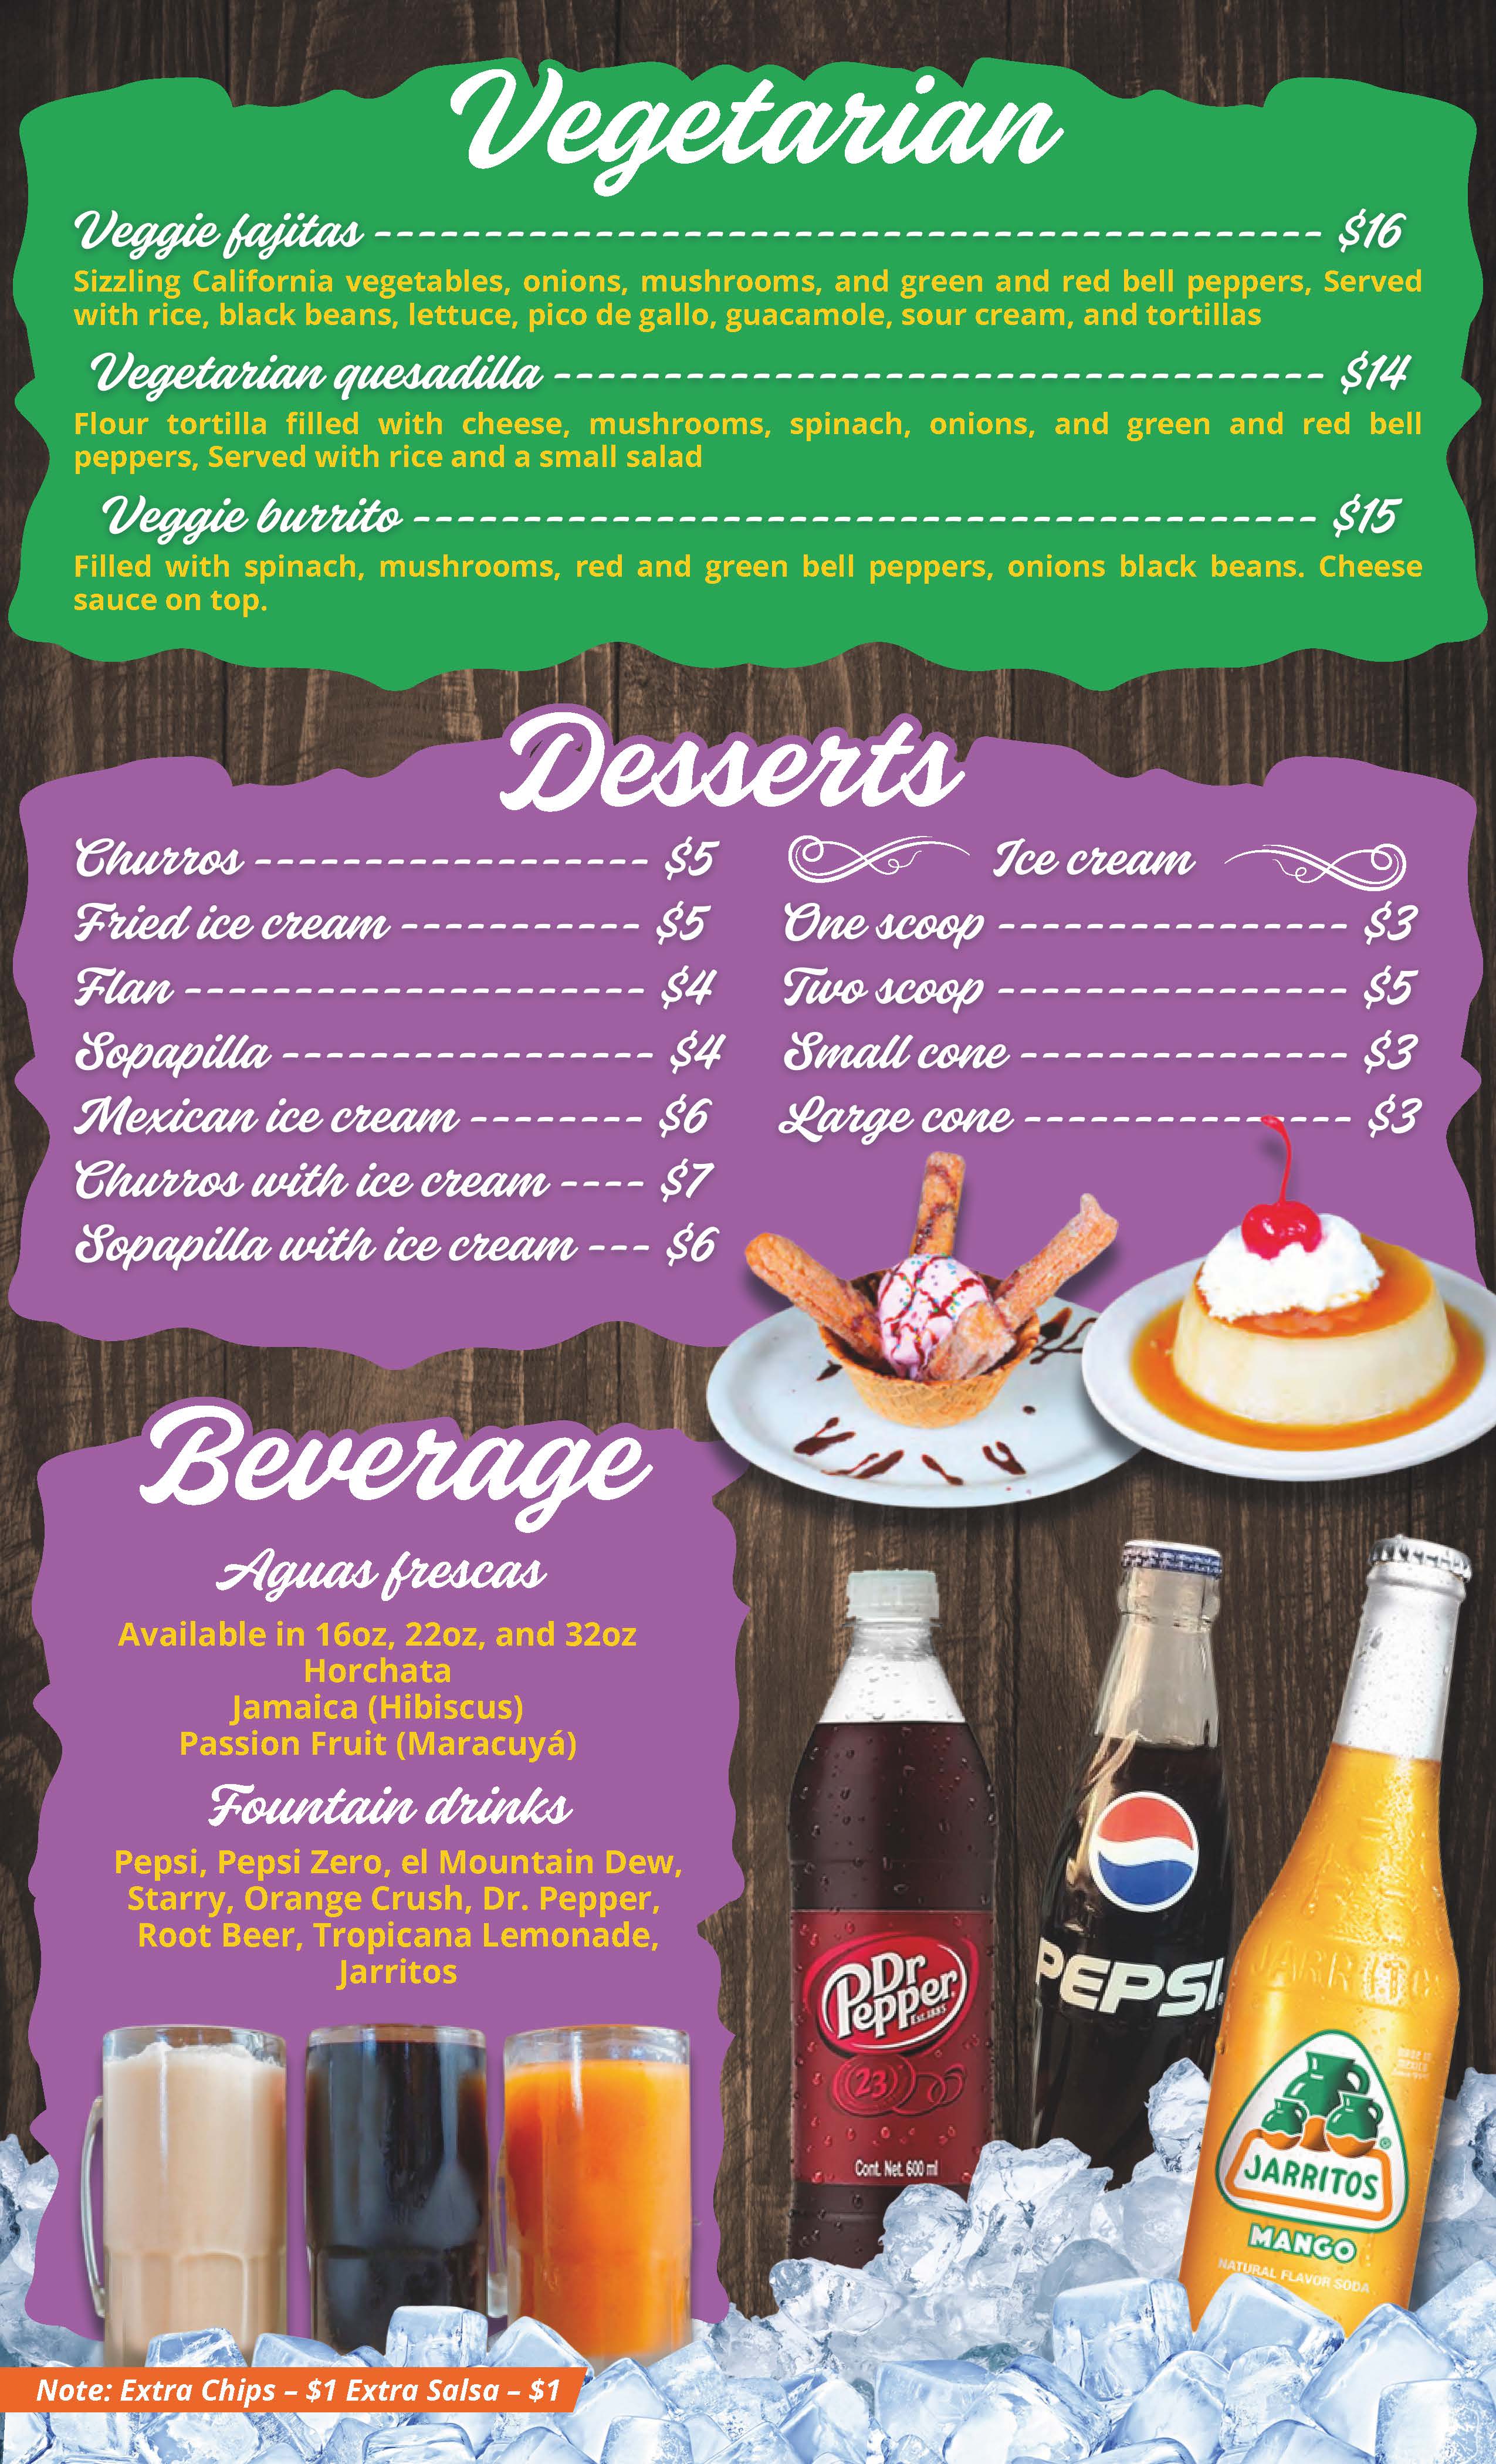 Vegetarian
Veggie fajitas ------------------------------------------- $16
Sizzling California vegetables, onions, mushrooms, and green and red bell peppers, Served
with rice, black beans, lettuce, pico de gallo, guacamole, sour cream, and tortillas
Vegetarian quesadilla ----------------------------------- $14
Flour tortilla filled with cheese, mushrooms, spinach, onions, and green and red bell
peppers, Served with rice and a small salad
Veggie burrito ----------------------------------------- $15
Filled with spinach, mushrooms, red and green bell peppers, onions black beans. Cheese
sauce on top.
Desserts
Churros ------------------ $5
Fried ice cream ----------- $5
Flan --------------------- $4
Sopapilla ----------------- $4
Mexican ice cream -------- $6
Churros with ice cream ---- $7
Sopapilla with ice cream --- $6
Ice cream
One scoop ---------------- $3
Two scoop ---------------- $5
Small cone --------------- $3
Large cone --------------- $3
Beverage
Aguas frescas
Available in 16oz, 22oz, and 32oz
Horchata
Jamaica (Hibiscus)
Passion Fruit (Maracuyá)
Fountain drinks
Pepsi, Pepsi Zero, el Mountain Dew,
Starry, Orange Crush, Dr. Pepper,
Root Beer, Tropicana Lemonade,
Jarritos
Dr
Pepper
Est. 1885
23
Cont. Net. 600 ml
PEPSI
JARRITOS
JARRITOS
MANGO
NATURAL FLAVOR SODA
Note: Extra Chips – $1 Extra Salsa – $1